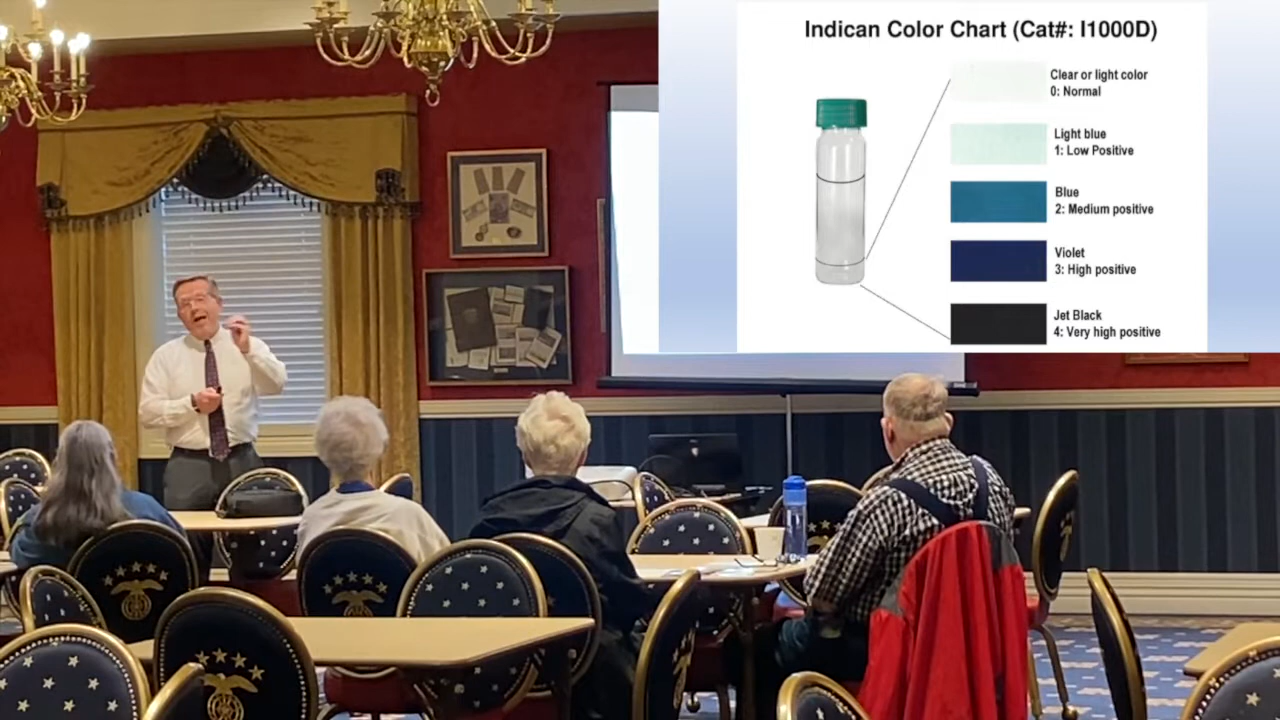 Indican Color Chart (Cat#: I1000D)
Clear or light color
0: Normal
Light blue
1: Low Positive
Blue
2: Medium positive
Violet
3: High positive
Jet Black
4: Very high positive